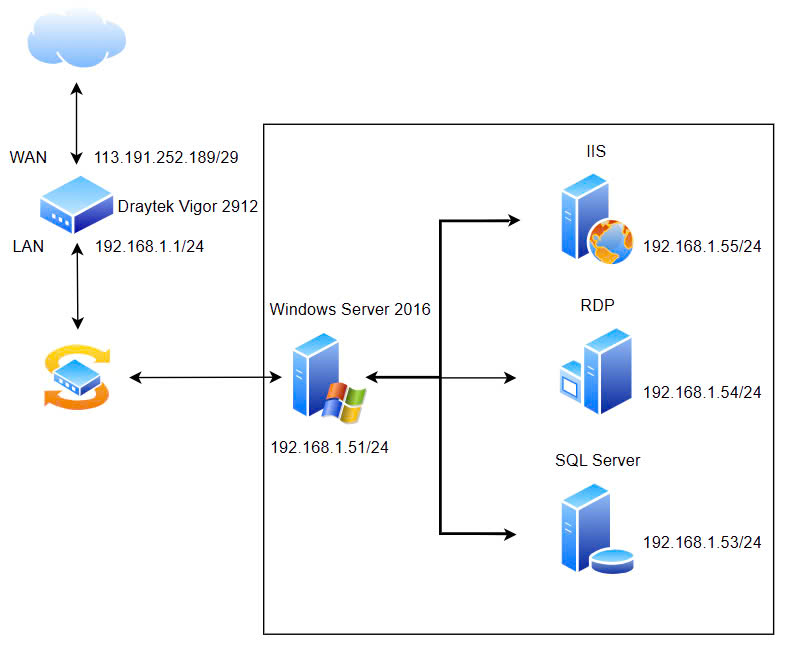 WAN
113.191.252.189/29
Draytek Vigor 2912
LAN
192.168.1.1/24
Windows Server 2016
192.168.1.51/24
IIS
192.168.1.55/24
RDP
192.168.1.54/24
SQL Server
192.168.1.53/24